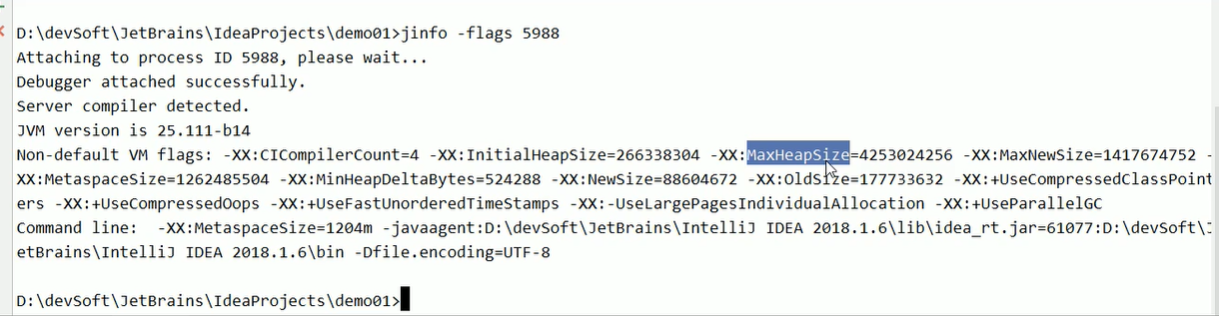 D:\devSoft\JetBrains\IdeaProjects\demo01>jinfo -flags 5988
Attaching to process ID 5988, please wait...
Debugger attached successfully.
Server compiler detected.
JVM version is 25.111-b14
Non-default VM flags: -XX:CICompilerCount=4 -XX:InitialHeapSize=266338304 -XX:MaxHeapSize=4253024256 -XX:MaxNewSize=1417674752 -
XX:MetaspaceSize=1262485504 -XX:MinHeapDeltaBytes=524288 -XX:NewSize=88604672 -XX:OldSize=177733632 -XX:+UseCompressedClassPoint
ers -XX:+UseCompressedOops -XX:+UseFastUnorderedTimeStamps -XX:-UseLargePagesIndividualAllocation -XX:+UseParallelGC
Command line:  -XX:MetaspaceSize=1204m -javaagent:D:\devSoft\JetBrains\IntelliJ IDEA 2018.1.6\lib\idea_rt.jar=61077:D:\devSoft\J
etBrains\IntelliJ IDEA 2018.1.6\bin -Dfile.encoding=UTF-8
D:\devSoft\JetBrains\IdeaProjects\demo01>